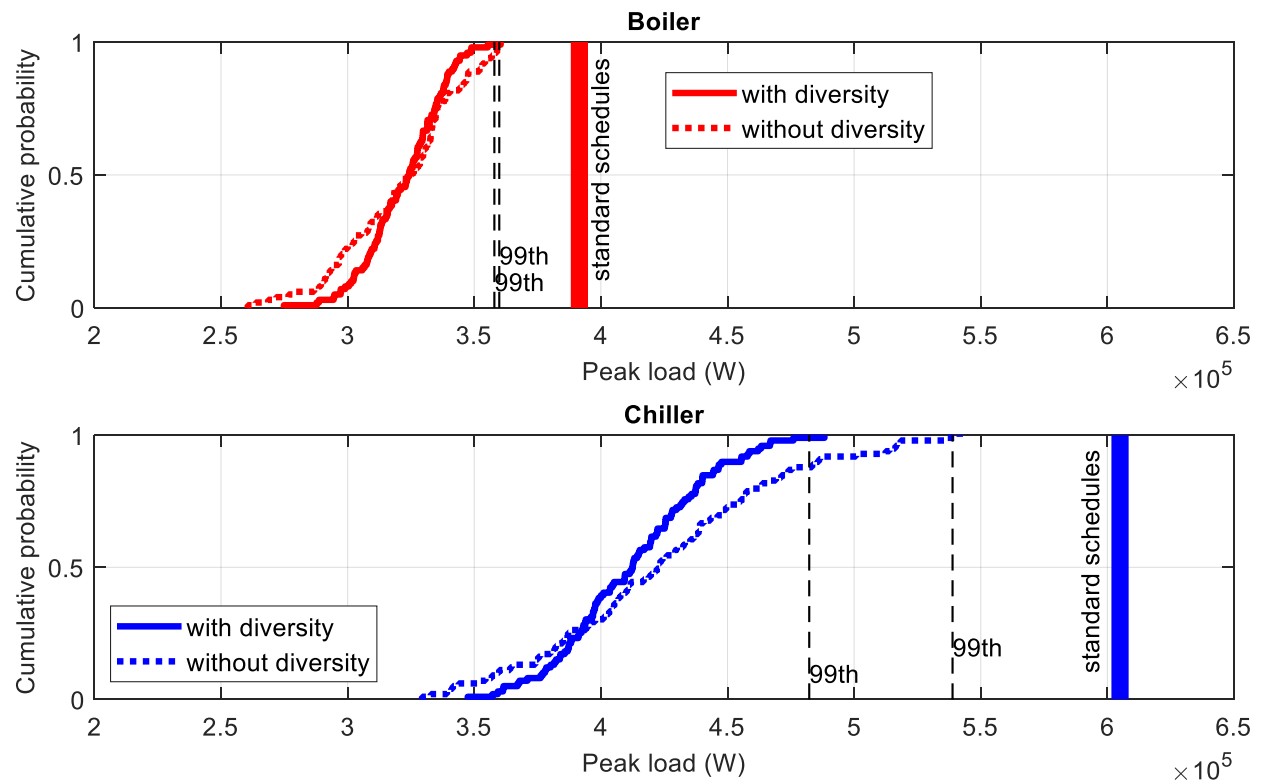 Boiler
1
0.5
0
Cumulative probability
with diversity
without diversity
standard schedules
99th
99th
2 2.5 3 3.5 4 4.5 5 5.5 6 6.5
Peak load (W)
×10^5
Chiller
1
0.5
0
Cumulative probability
with diversity
without diversity
standard schedules
99th
99th
2 2.5 3 3.5 4 4.5 5 5.5 6 6.5
Peak load (W)
×10^5